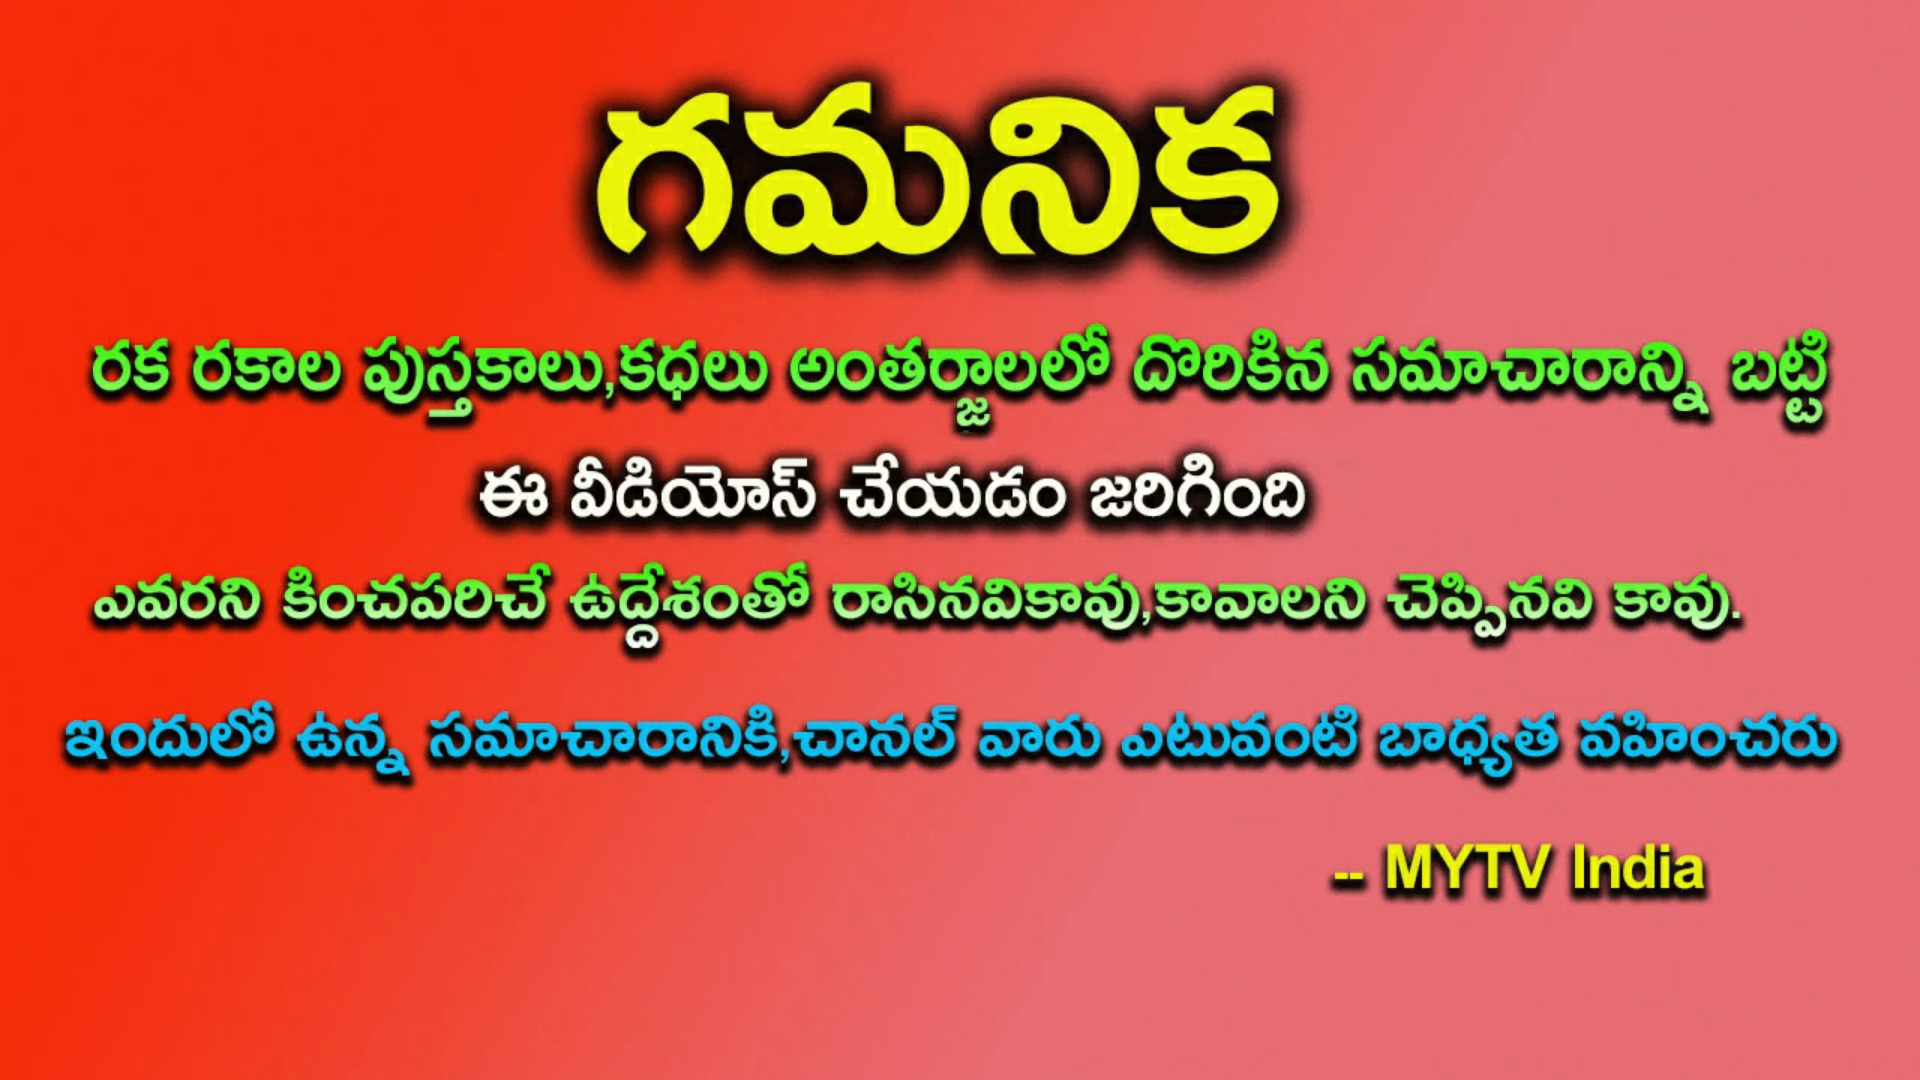 గమనిక
రక రకాల పుస్తకాలు,కధలు అంతర్జాలలో దొరికిన సమాచారాన్ని బట్టి
ఈ వీడియోస్ చేయడం జరిగింది
ఎవరని కించపరిచే ఉద్దేశంతో రాసినవికావు,కావాలని చెప్పినవి కావు.
ఇందులో ఉన్న సమాచారానికి,చానల్ వారు ఎటువంటి బాధ్యత వహించరు
-- MYTV India